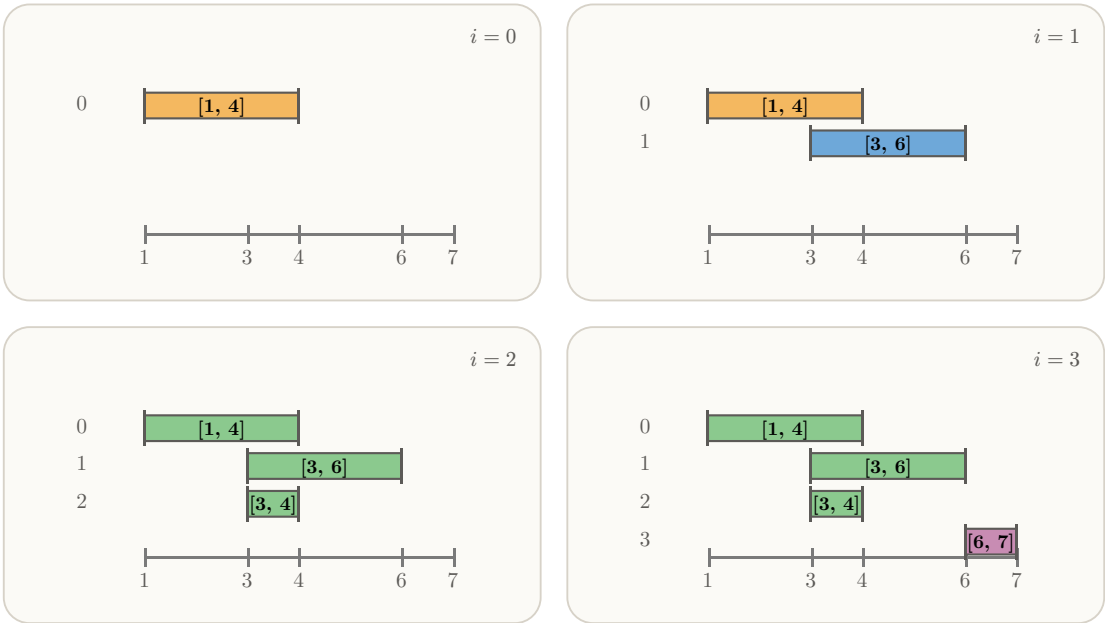 i = 0
0 [1, 4]
1 3 4 6 7
i = 1
0 [1, 4]
1 [3, 6]
1 3 4 6 7
i = 2
0 [1, 4]
1 [3, 6]
2 [3, 4]
1 3 4 6 7
i = 3
0 [1, 4]
1 [3, 6]
2 [3, 4]
3 [6, 7]
1 3 4 6 7